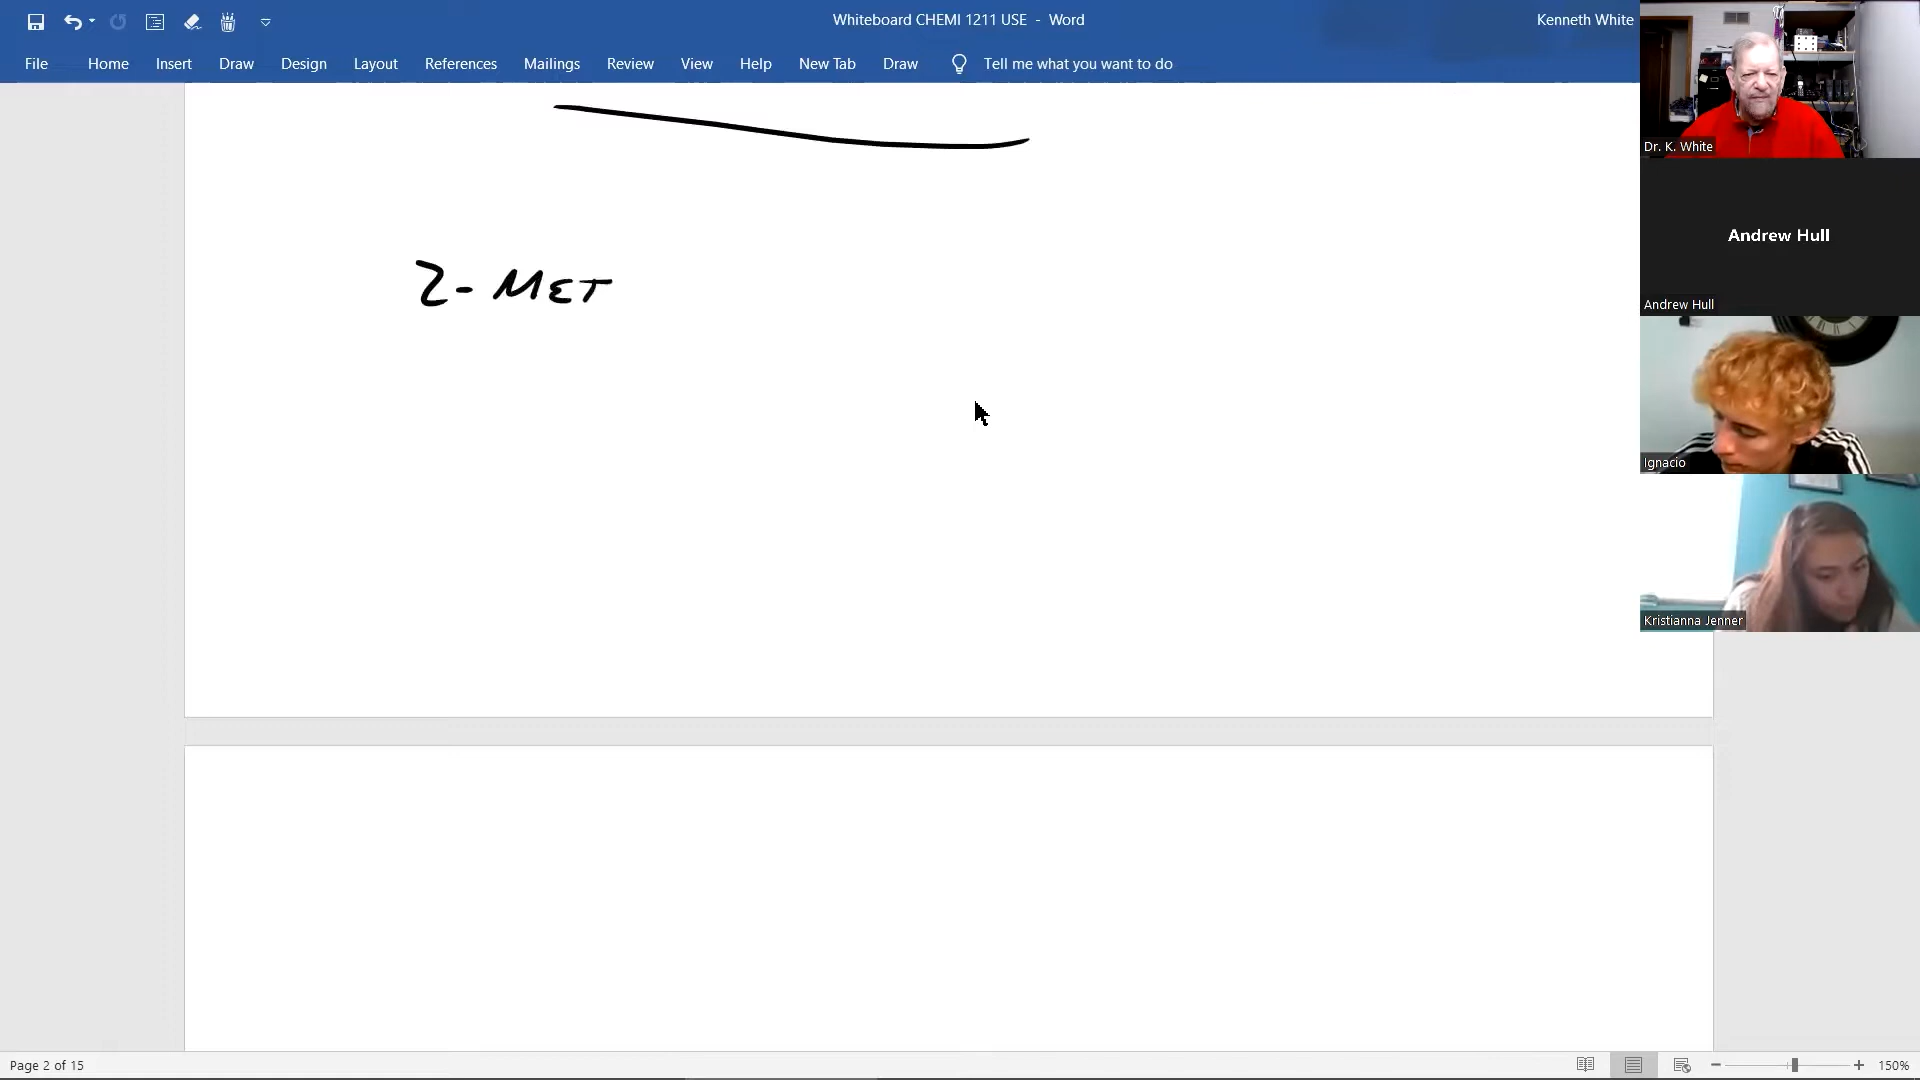 Whiteboard CHEMI 1211 USE - Word
Kenneth White
File Home Insert Draw Design Layout References Mailings Review View Help New Tab Draw Tell me what you want to do
Dr. K. White
2- MET
Andrew Hull
Andrew Hull
Ignacio
Kristianna Jenner
Page 2 of 15
150%